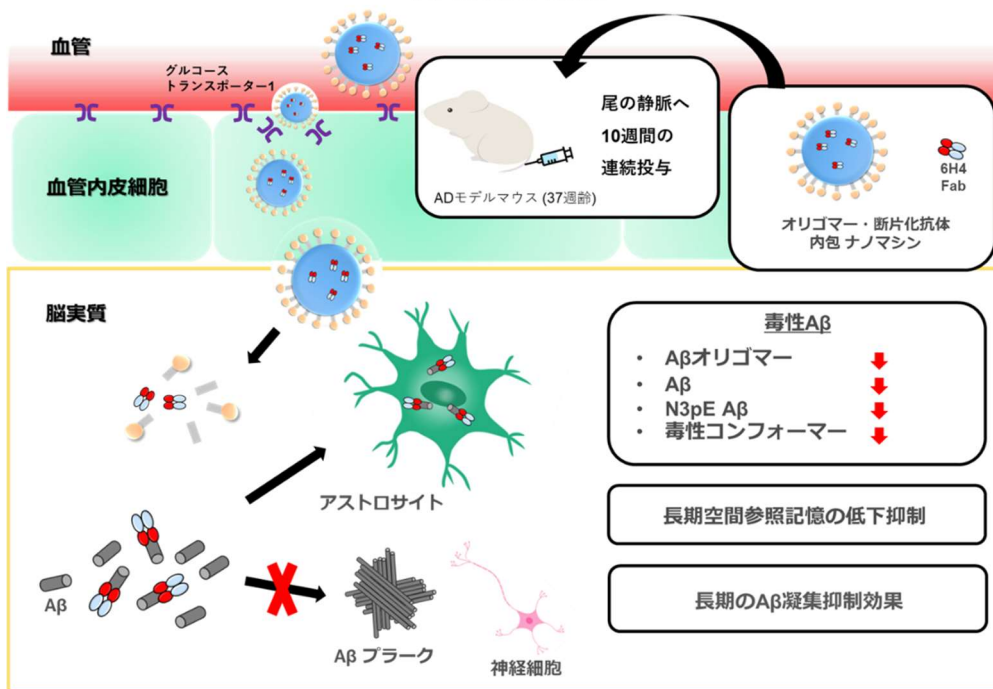 血管
グルコース
トランスポーター1
血管内皮細胞
尾の静脈へ
10週間の
連続投与
ADモデルマウス (37週齢)
6H4
Fab
オリゴマー・断片化抗体
内包 ナノマシン
脳実質
アストロサイト
Aβ
Aβ プラーク
神経細胞
毒性Aβ
・ Aβオリゴマー
・ Aβ
・ N3pE Aβ
・ 毒性コンフォーマー
長期空間参照記憶の低下抑制
長期のAβ凝集抑制効果